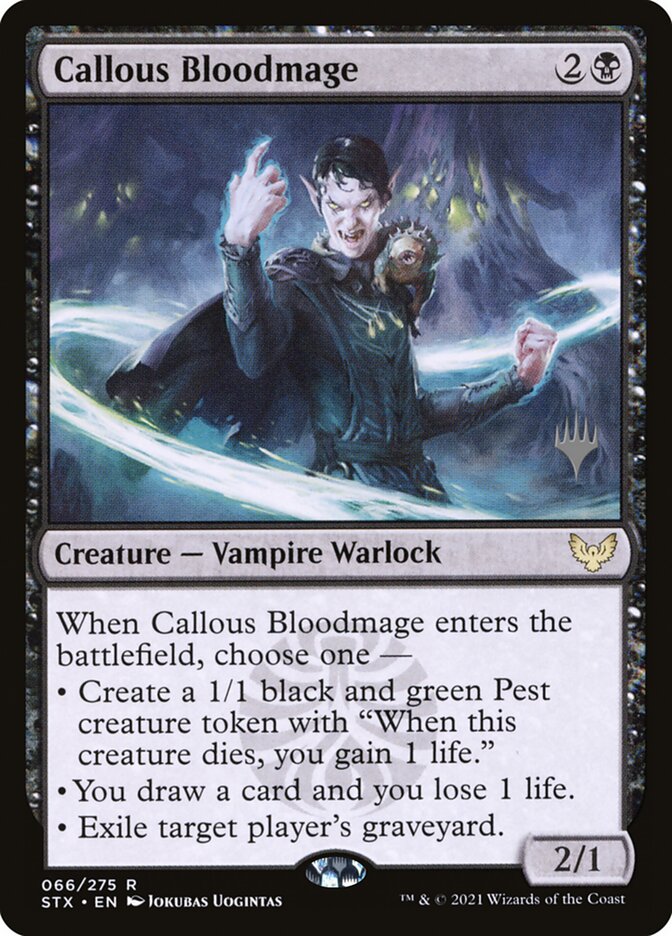 Callous Bloodmage 2
Creature — Vampire Warlock
When Callous Bloodmage enters the
battlefield, choose one —
• Create a 1/1 black and green Pest
creature token with “When this
creature dies, you gain 1 life.”
• You draw a card and you lose 1 life.
• Exile target player’s graveyard.
2/1
066/275 R
STX • EN Jokubas Uogintas
™ & © 2021 Wizards of the Coast